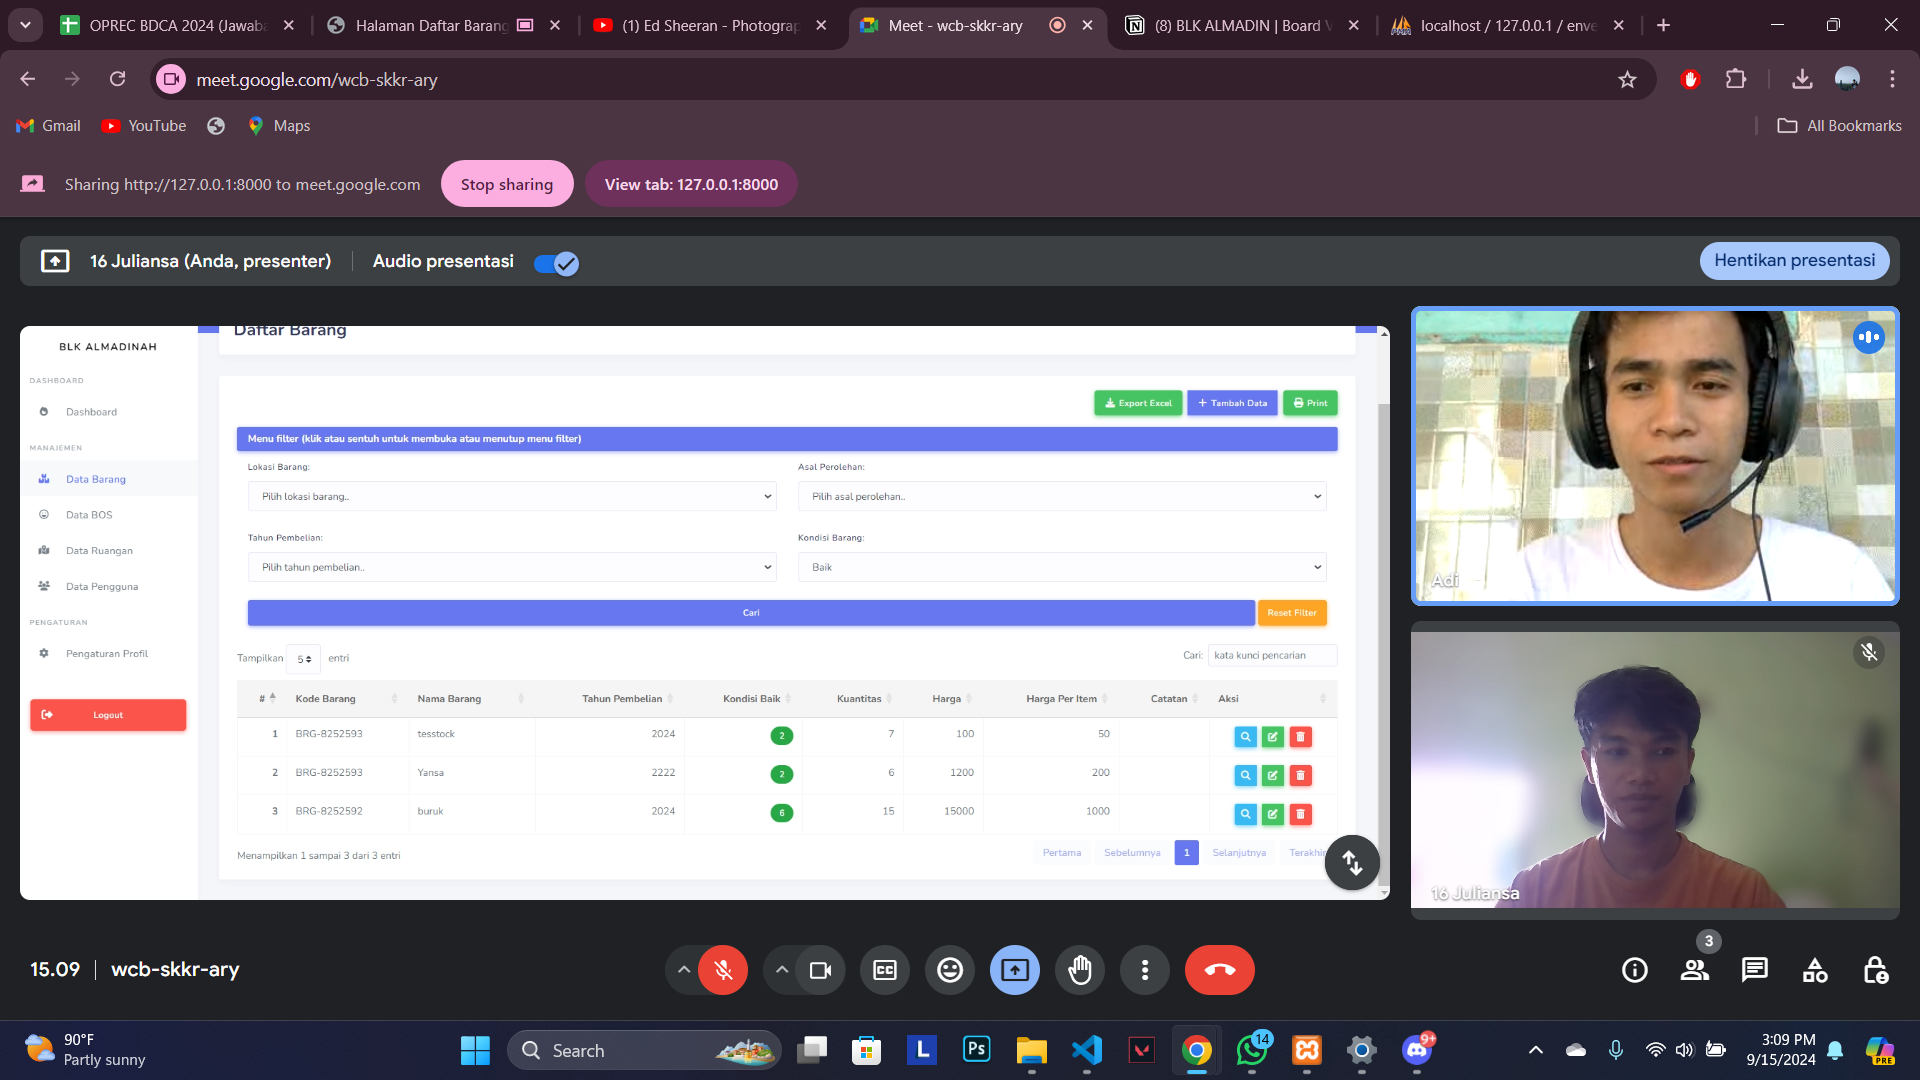 OPREC BDCA 2024 (Jawaba
Halaman Daftar Barang
(1) Ed Sheeran - Photograp
Meet - wcb-skkr-ary
(8) BLK ALMADIN | Board V
localhost / 127.0.0.1 / enve
meet.google.com/wcb-skkr-ary
Gmail
YouTube
Maps
All Bookmarks
Sharing http://127.0.0.1:8000 to meet.google.com
Stop sharing
View tab: 127.0.0.1:8000
16 Juliansa (Anda, presenter)
Audio presentasi
Hentikan presentasi
BLK ALMADINAH
DASHBOARD
Dashboard
MANAJEMEN
Data Barang
Data BOS
Data Ruangan
Data Pengguna
PENGATURAN
Pengaturan Profil
Logout
Daftar Barang
Export Excel
Tambah Data
Print
Menu filter (klik atau sentuh untuk membuka atau menutup menu filter)
Lokasi Barang:
Asal Perolehan:
Pilih lokasi barang..
Pilih asal perolehan..
Tahun Pembelian:
Kondisi Barang:
Pilih tahun pembelian..
Baik
Cari
Reset Filter
Tampilkan 5 entri
Cari: kata kunci pencarian
# Kode Barang Nama Barang Tahun Pembelian Kondisi Baik Kuantitas Harga Harga Per Item Catatan Aksi
1 BRG-8252593 tesstock 2024 2 7 100 50
2 BRG-8252593 Yansa 2222 2 6 1200 200
3 BRG-8252592 buruk 2024 6 15 15000 1000
Menampilkan 1 sampai 3 dari 3 entri
Pertama Sebelumnya 1 Selanjutnya Terakhir
Adi
16 Juliansa
15.09
wcb-skkr-ary
CC
3
90°F
Partly sunny
Search
L
Ps
14
9+
3:09 PM
9/15/2024
PRE